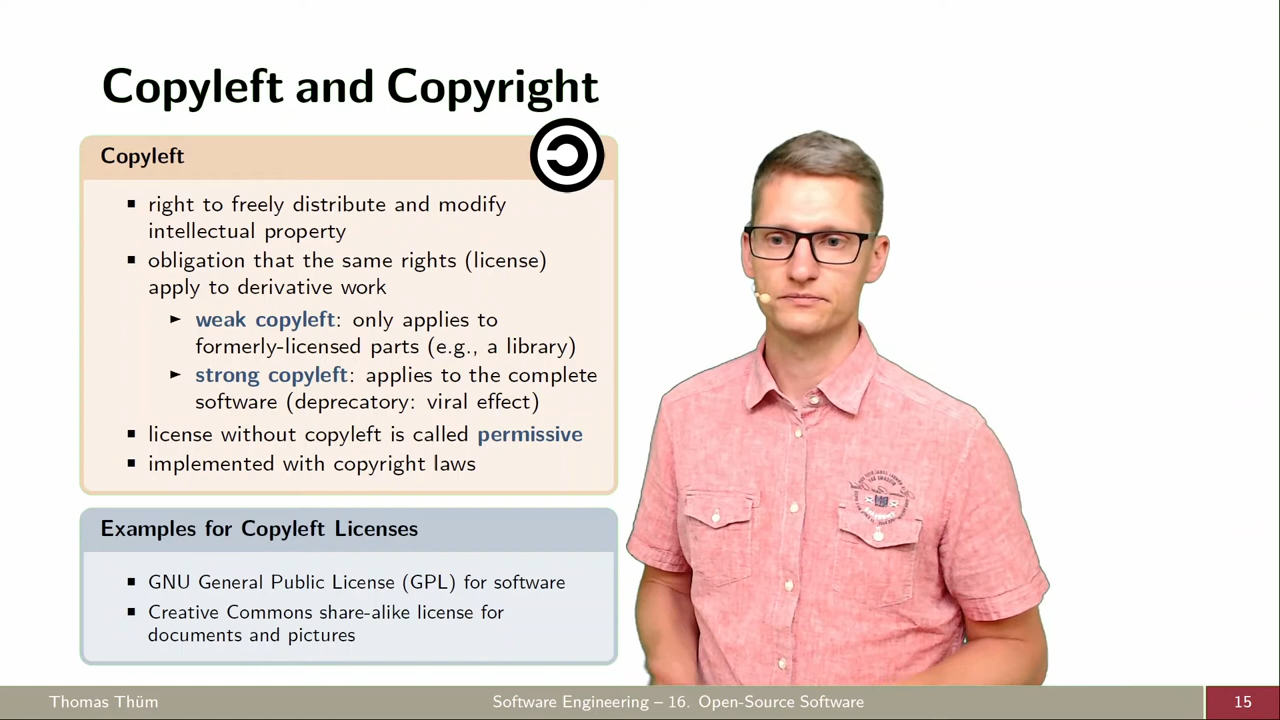 Copyleft and Copyright
Copyleft
▪ right to freely distribute and modify
intellectual property
▪ obligation that the same rights (license)
apply to derivative work
► weak copyleft: only applies to
formerly-licensed parts (e.g., a library)
► strong copyleft: applies to the complete
software (deprecatory: viral effect)
▪ license without copyleft is called permissive
▪ implemented with copyright laws
Examples for Copyleft Licenses
▪ GNU General Public License (GPL) for software
▪ Creative Commons share-alike license for
documents and pictures
Thomas Thüm
Software Engineering – 16. Open-Source Software
15